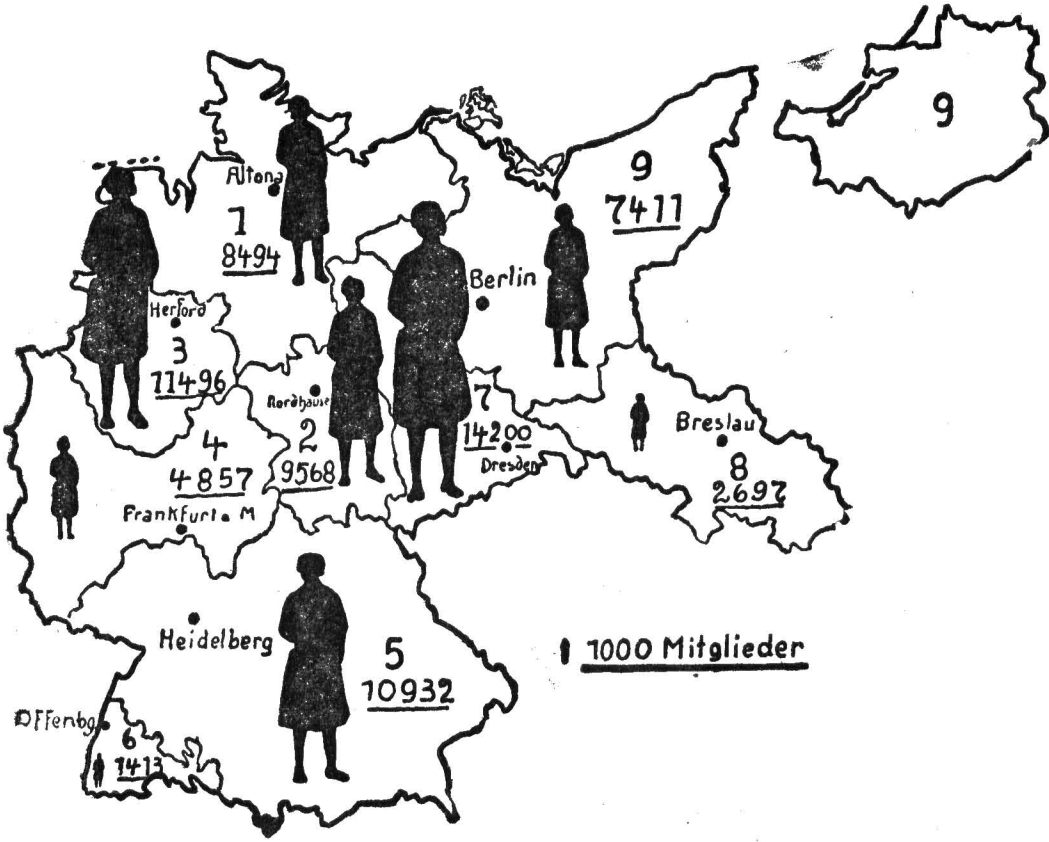 9
9
7411
Altona
1
8494
Berlin
Herford
3
11496
Nordhause
2
9568
7
14200
Dresden
Breslau
8
2697
4
4857
Frankfurt. M
Heidelberg
5
10932
1000 Mitglieder
Offenbg
6
1413